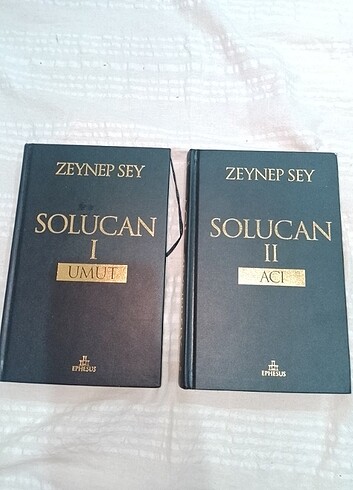 ZEYNEP SEY
SOLUCAN
I
UMUT
EPHESUS
ZEYNEP SEY
SOLUCAN
II
ACI
EPHESUS